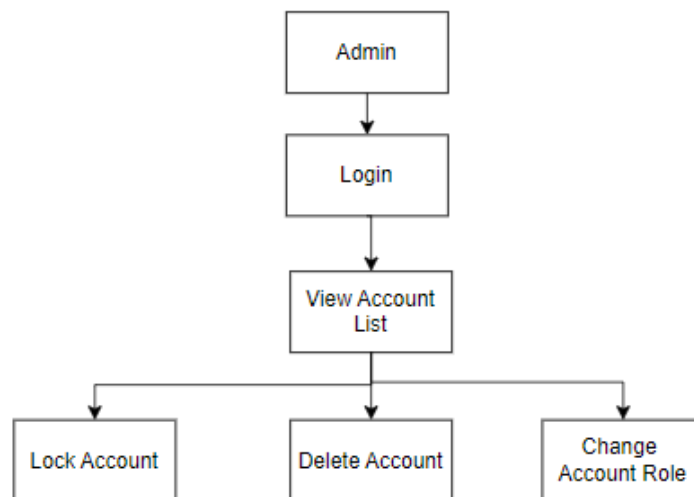 Admin
Login
View Account
List
Lock Account
Delete Account
Change
Account Role